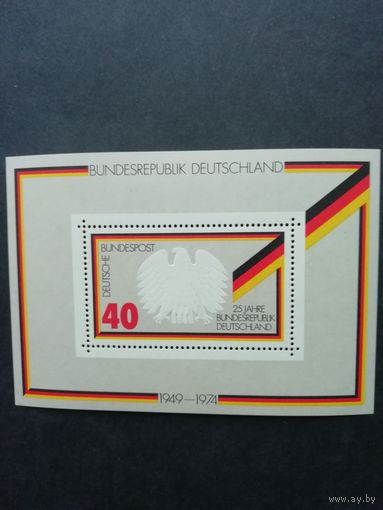 BUNDESREPUBLIK DEUTSCHLAND
DEUTSCHE
BUNDESPOST
40
25 JAHRE
BUNDESREPUBLIK
DEUTSCHLAND
1949—1974
www.ay.by